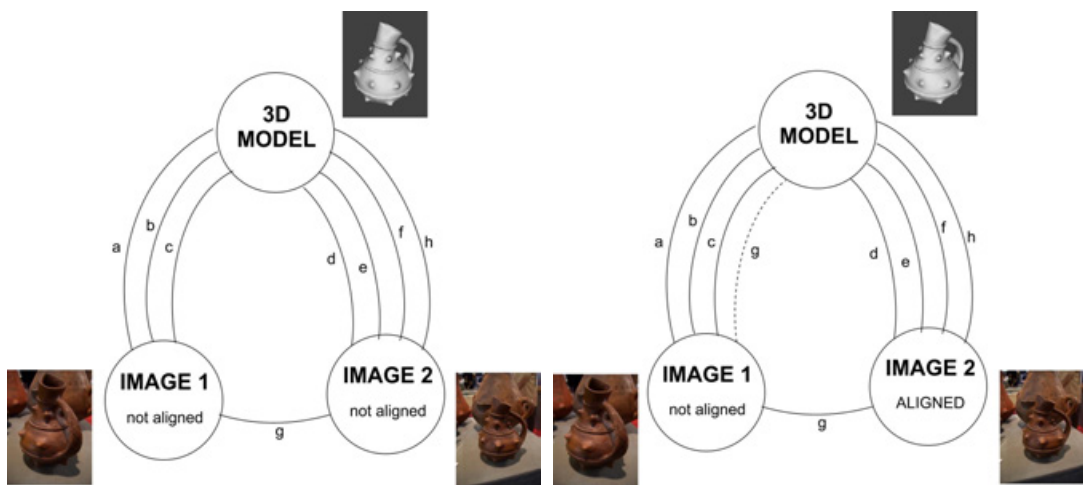 3D
MODEL
a
b
c
d
e
f
h
IMAGE 1
not aligned
IMAGE 2
not aligned
g
3D
MODEL
a
b
c
g
d
e
f
h
IMAGE 1
not aligned
IMAGE 2
ALIGNED
g